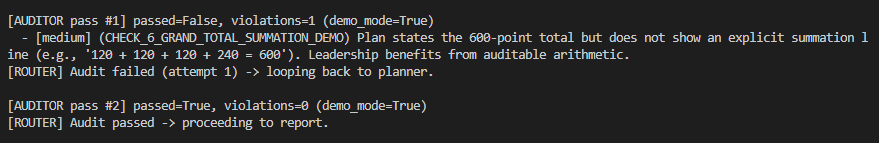 [AUDITOR pass #1] passed=False, violations=1 (demo_mode=True)
  - [medium] (CHECK_6_GRAND_TOTAL_SUMMATION_DEMO) Plan states the 600-point total but does not show an explicit summation l
ine (e.g., '120 + 120 + 120 + 240 = 600'). Leadership benefits from auditable arithmetic.
[ROUTER] Audit failed (attempt 1) -> looping back to planner.
[AUDITOR pass #2] passed=True, violations=0 (demo_mode=True)
[ROUTER] Audit passed -> proceeding to report.